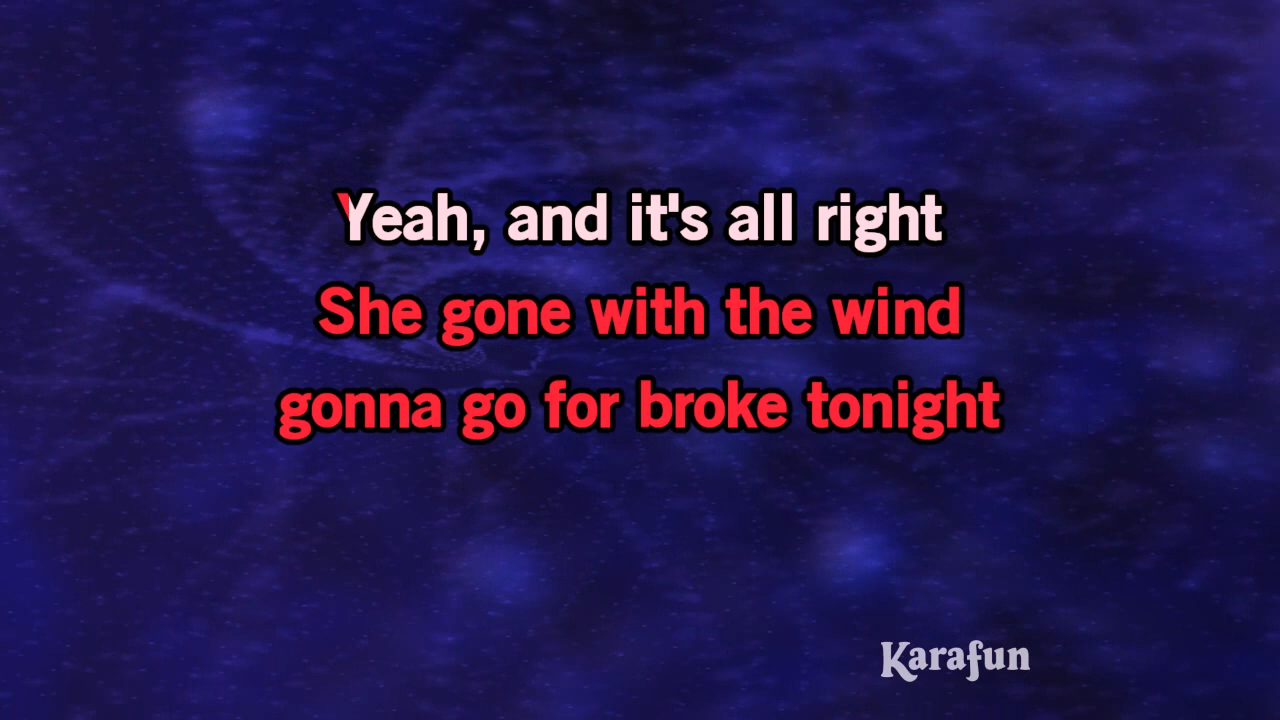 Yeah, and it's all right
She gone with the wind
gonna go for broke tonight
Karafun